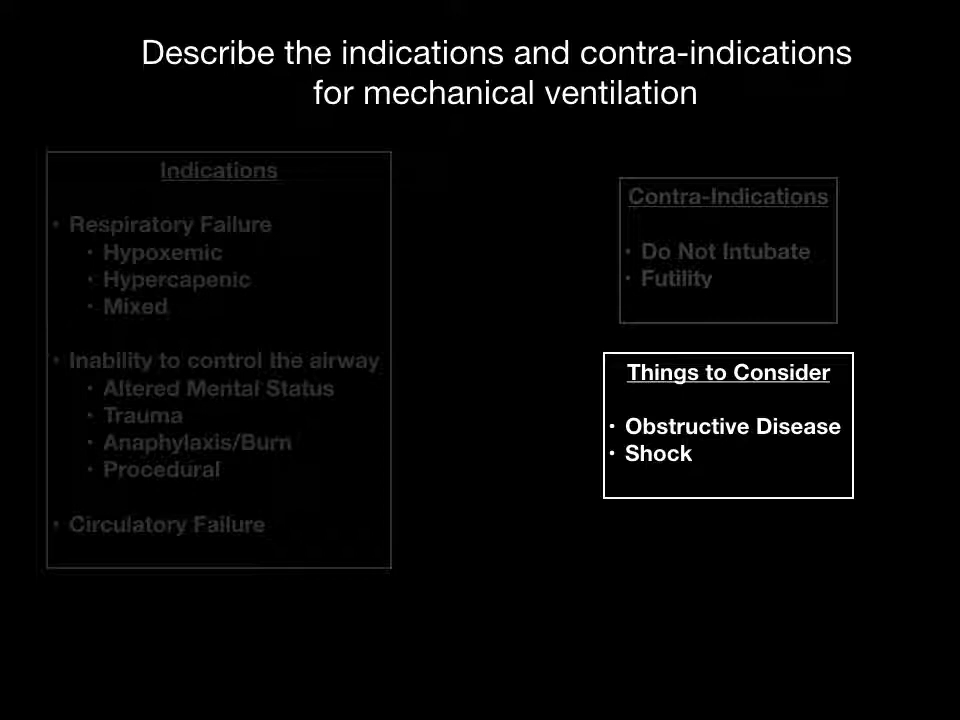 Describe the indications and contra-indications
for mechanical ventilation
Indications
• Respiratory Failure
• Hypoxemic
• Hypercapenic
• Mixed
• Inability to control the airway
• Altered Mental Status
• Trauma
• Anaphylaxis/Burn
• Procedural
• Circulatory Failure
Contra-Indications
• Do Not Intubate
• Futility
Things to Consider
• Obstructive Disease
• Shock